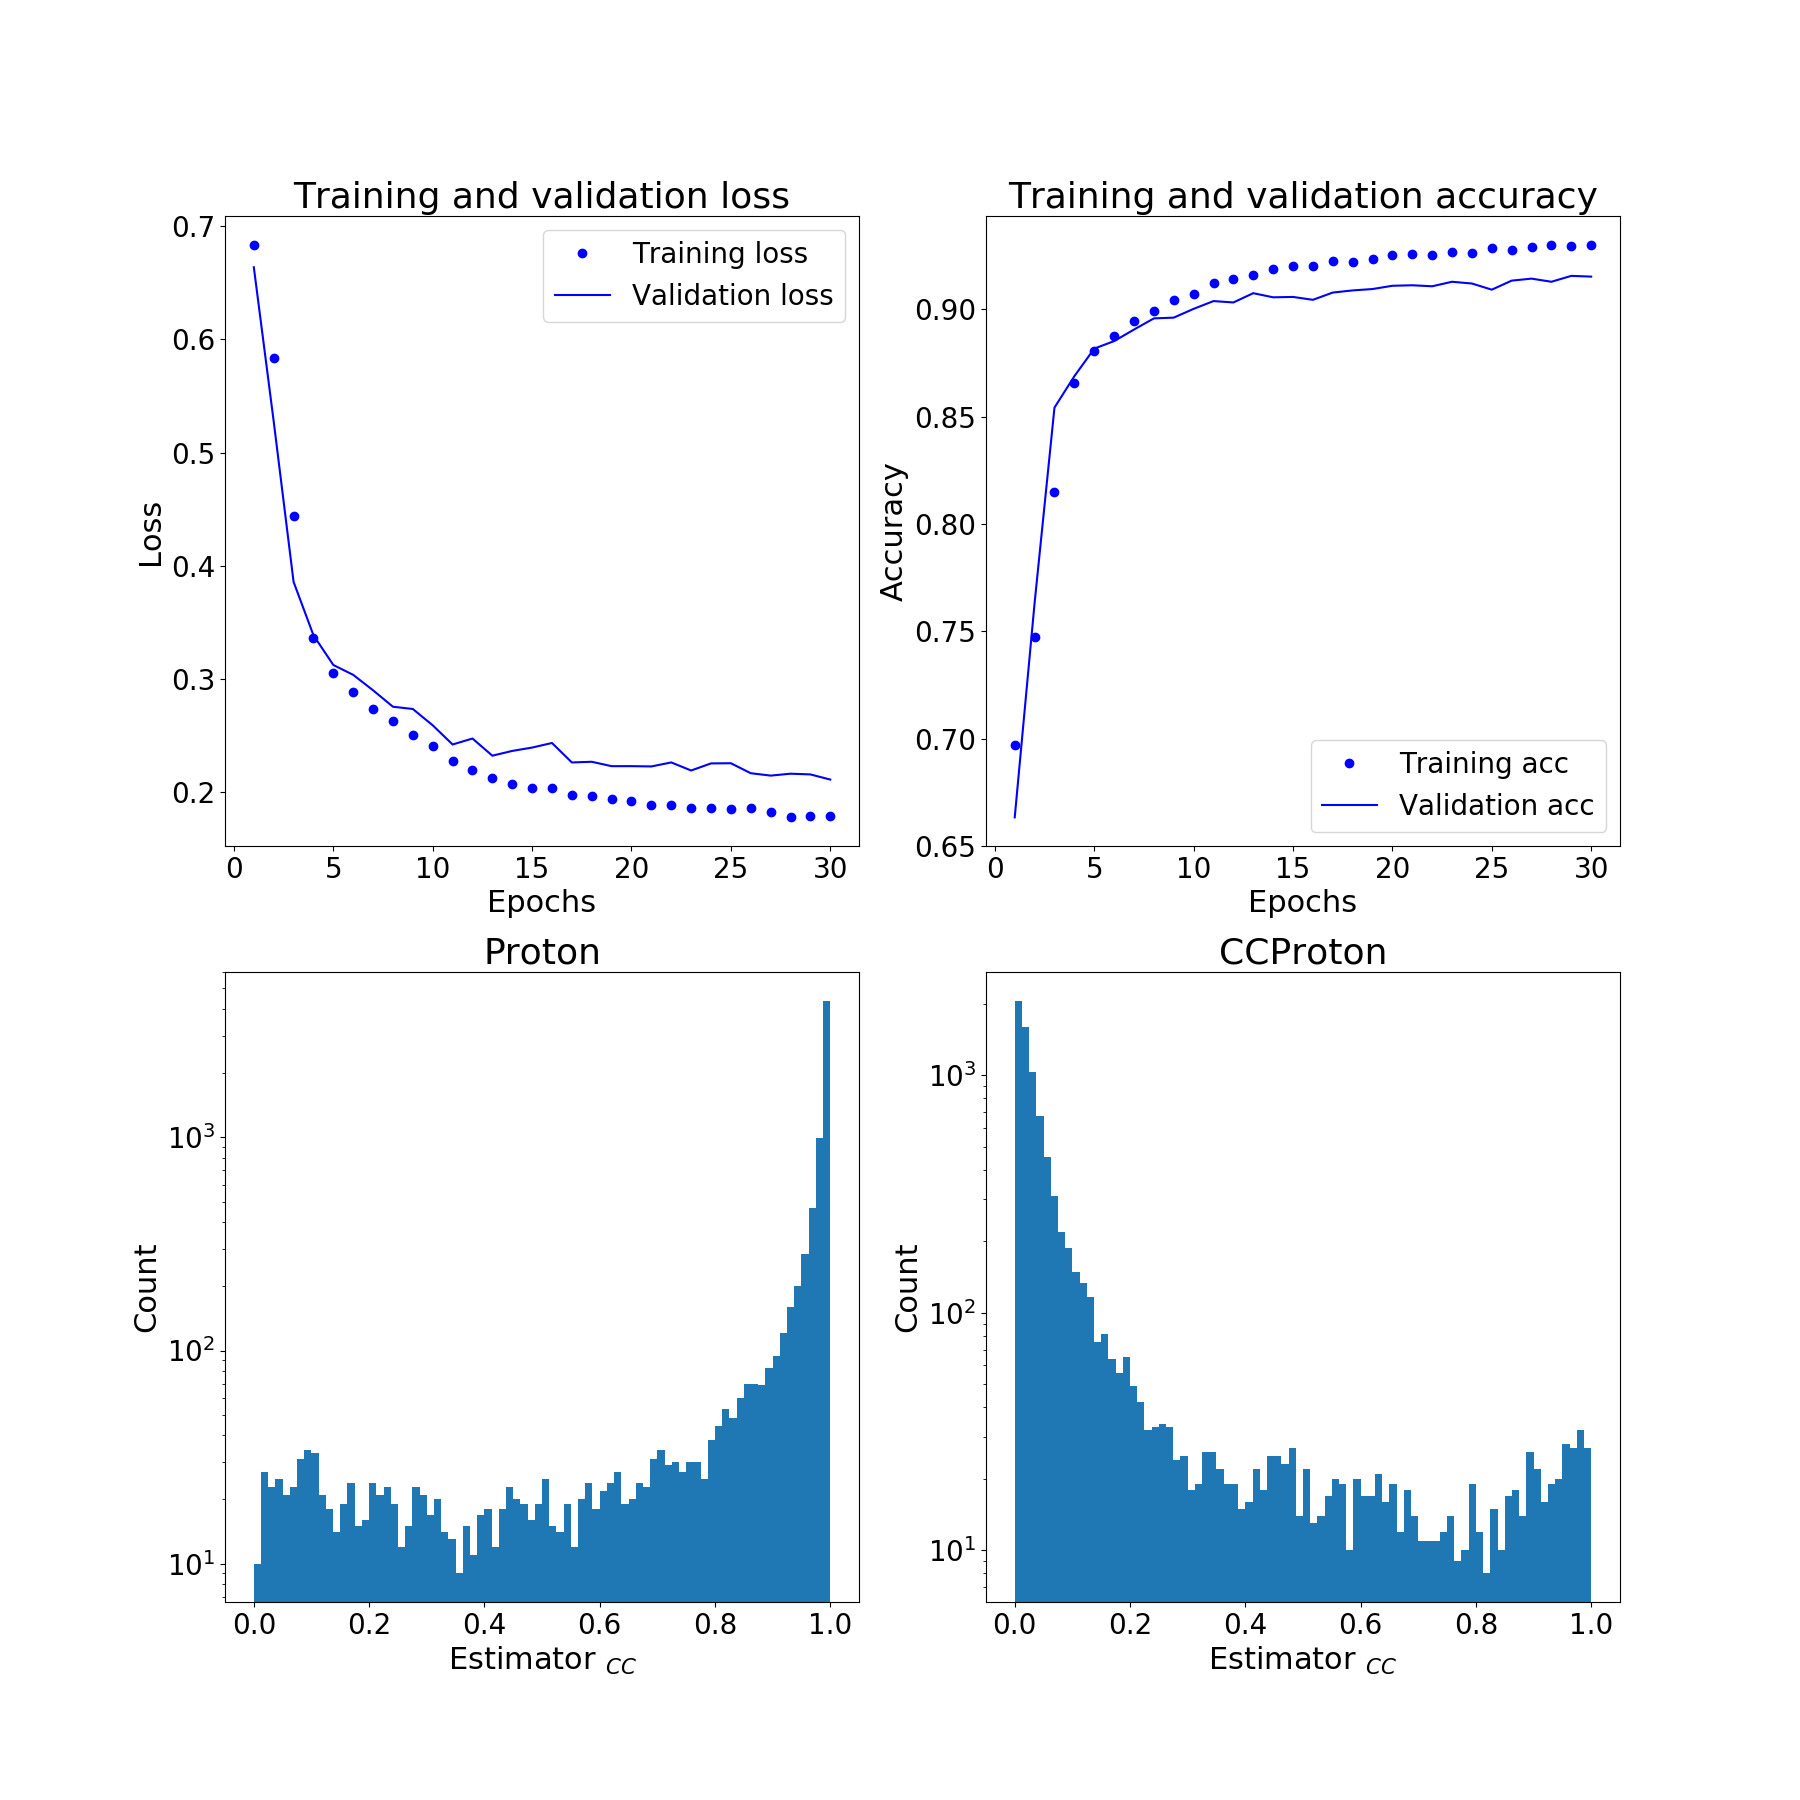 Training and validation loss
0.7
0.6
0.5
0.4
0.3
0.2
Loss
Training loss
Validation loss
0 5 10 15 20 25 30
Epochs
Training and validation accuracy
0.90
0.85
0.80
0.75
0.70
0.65
Accuracy
Training acc
Validation acc
0 5 10 15 20 25 30
Epochs
Proton
10³
10²
10¹
Count
0.0 0.2 0.4 0.6 0.8 1.0
Estimator CC
CCProton
10³
10²
10¹
Count
0.0 0.2 0.4 0.6 0.8 1.0
Estimator CC